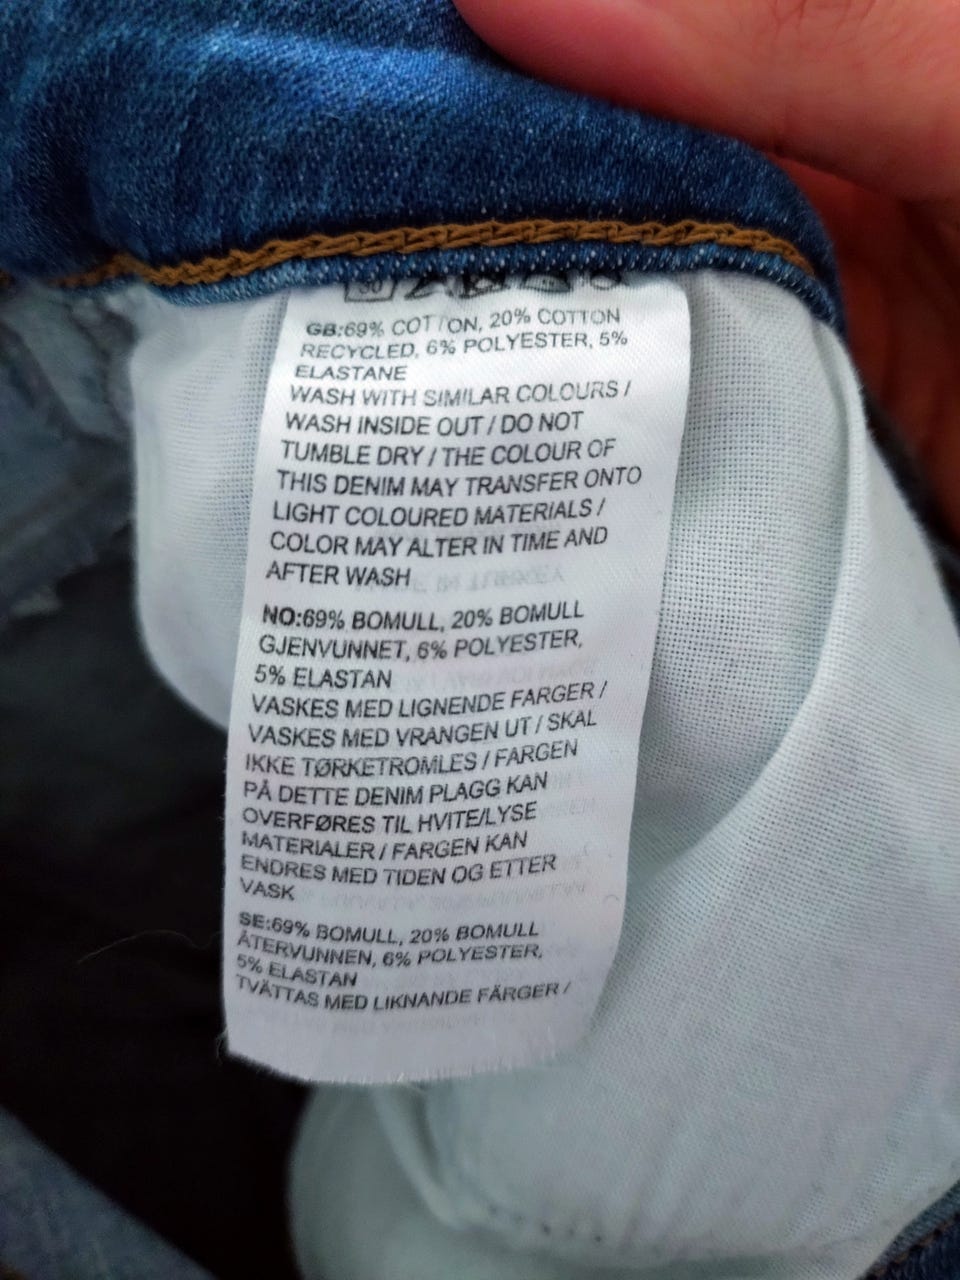 30
GB:69% COTTON, 20% COTTON
RECYCLED, 6% POLYESTER, 5%
ELASTANE
WASH WITH SIMILAR COLOURS /
WASH INSIDE OUT / DO NOT
TUMBLE DRY / THE COLOUR OF
THIS DENIM MAY TRANSFER ONTO
LIGHT COLOURED MATERIALS /
COLOR MAY ALTER IN TIME AND
AFTER WASH
NO:69% BOMULL, 20% BOMULL
GJENVUNNET, 6% POLYESTER,
5% ELASTAN
VASKES MED LIGNENDE FARGER /
VASKES MED VRANGEN UT / SKAL
IKKE TØRKETROMLES / FARGEN
PÅ DETTE DENIM PLAGG KAN
OVERFØRES TIL HVITE/LYSE
MATERIALER / FARGEN KAN
ENDRES MED TIDEN OG ETTER
VASK
SE:69% BOMULL, 20% BOMULL
ÅTERVUNNEN, 6% POLYESTER,
5% ELASTAN
TVÄTTAS MED LIKNANDE FÄRGER /